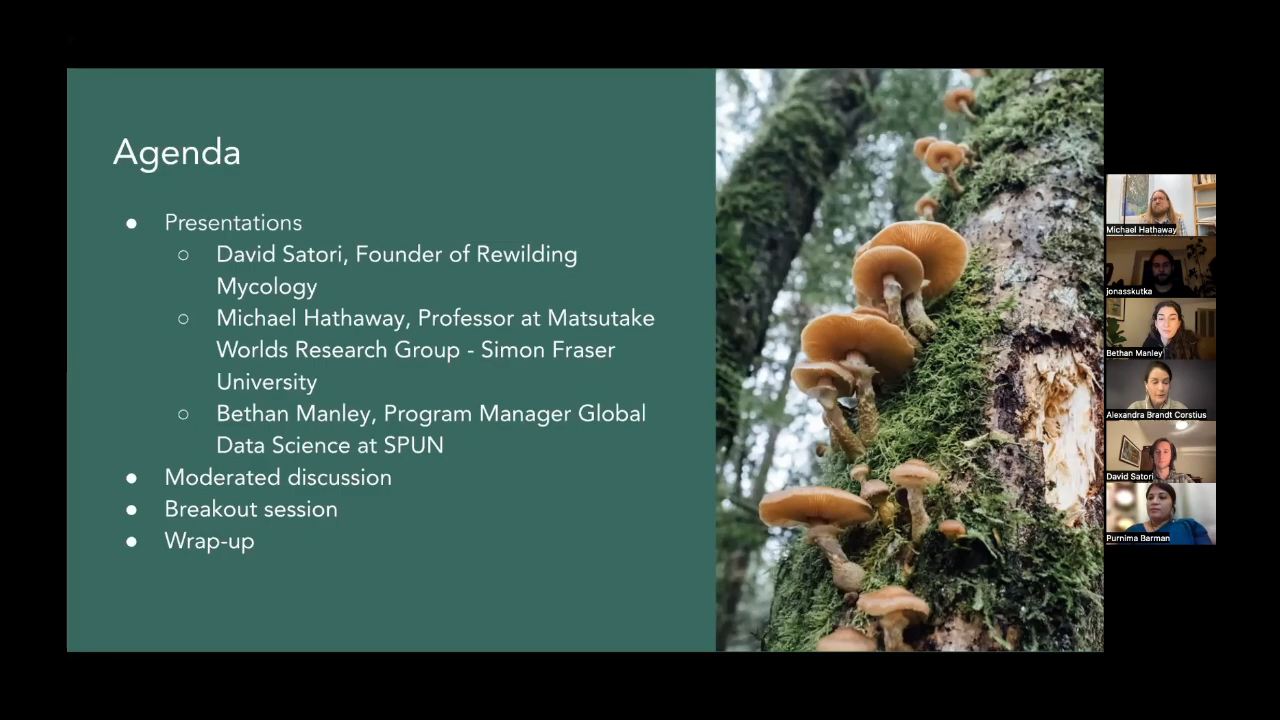 Agenda
● Presentations
○ David Satori, Founder of Rewilding
Mycology
○ Michael Hathaway, Professor at Matsutake
Worlds Research Group - Simon Fraser
University
○ Bethan Manley, Program Manager Global
Data Science at SPUN
● Moderated discussion
● Breakout session
● Wrap-up
Michael Hathaway
jonasskutka
Bethan Manley
Alexandra Brandt Corstius
David Satori
Purnima Barman